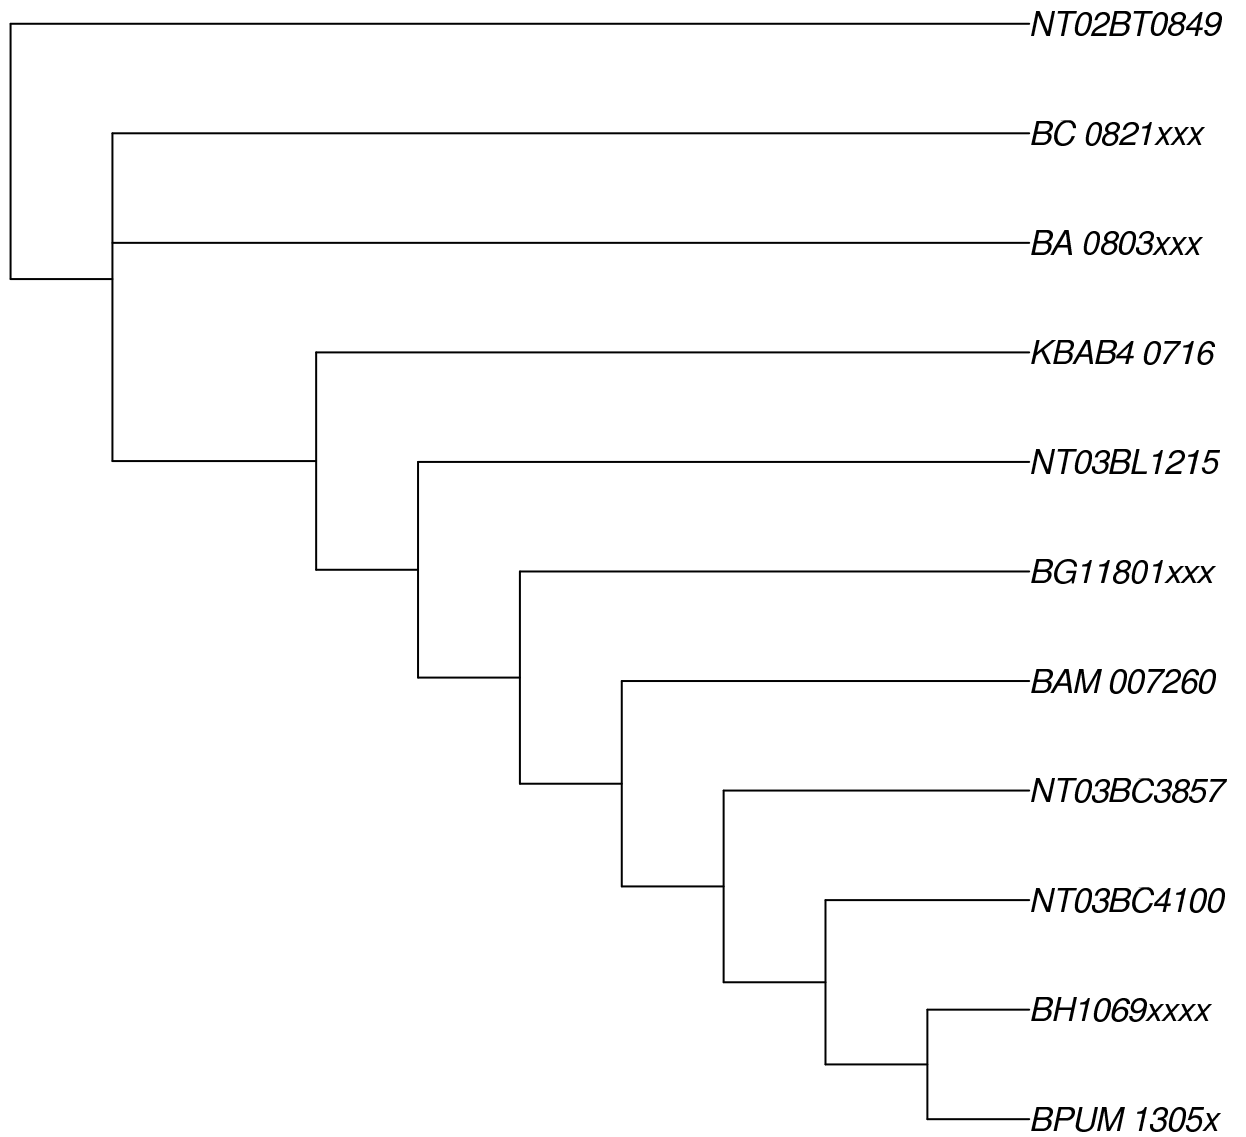 NT02BT0849
BC 0821xxx
BA 0803xxx
KBAB4 0716
NT03BL1215
BG11801xxx
BAM 007260
NT03BC3857
NT03BC4100
BH1069xxxx
BPUM 1305x